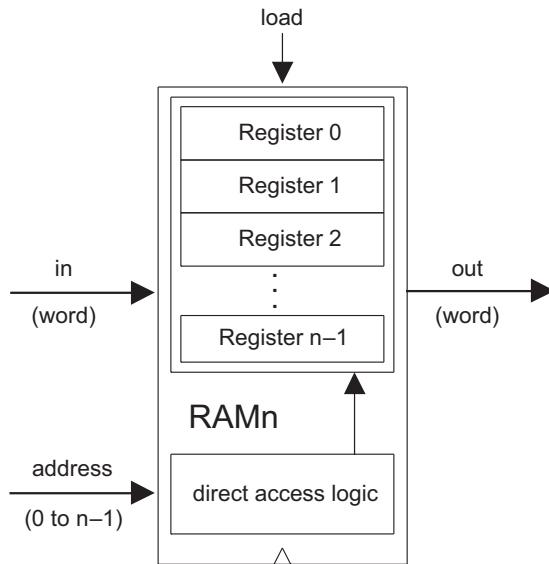 load
Register 0
Register 1
Register 2
in
(word)
out
(word)
Register n–1
RAMn
address
(0 to n–1)
direct access logic